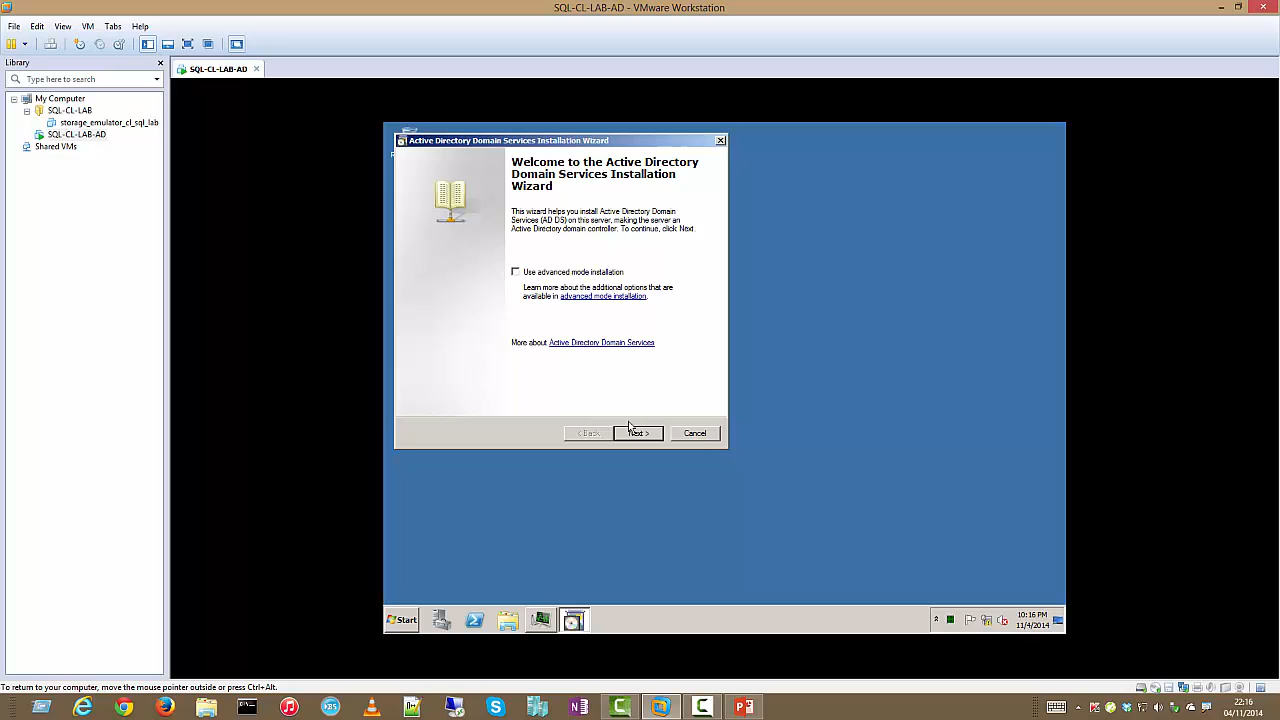 SQL-CL-LAB-AD - VMware Workstation
File Edit View VM Tabs Help
Library
SQL-CL-LAB-AD
Type here to search
My Computer
SQL-CL-LAB
storage_emulator_cl_sql_lab
SQL-CL-LAB-AD
Shared VMs
Active Directory Domain Services Installation Wizard
Welcome to the Active Directory
Domain Services Installation
Wizard
This wizard helps you install Active Directory Domain
Services (AD DS) on this server, making the server an
Active Directory domain controller. To continue, click Next.
Use advanced mode installation
Learn more about the additional options that are
available in advanced mode installation.
More about Active Directory Domain Services
< Back Next > Cancel
Start
10:16 PM
11/4/2014
To return to your computer, move the mouse pointer outside or press Ctrl+Alt.
22:16
04/11/2014